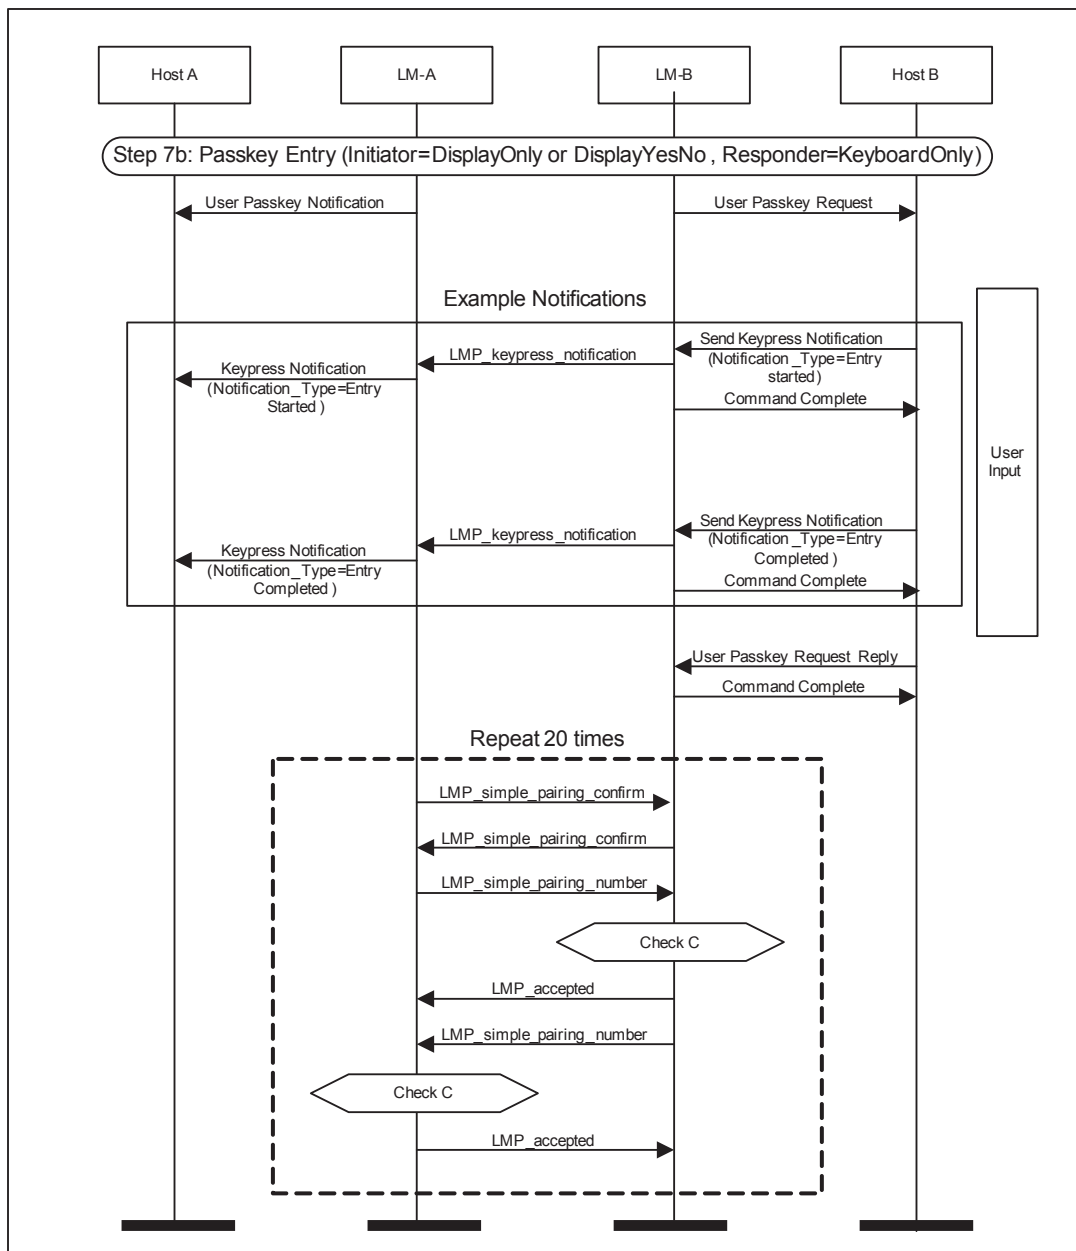 Host A
LM-A
LM-B
Host B
Step 7b: Passkey Entry (Initiator=DisplayOnly or DisplayYesNo , Responder=KeyboardOnly)
User Passkey Notification
User Passkey Request
Example Notifications
Send Keypress Notification
(Notification_Type=Entry
started)
LMP_keypress_notification
Keypress Notification
(Notification_Type=Entry
Started )
Command Complete
User
Input
Send Keypress Notification
(Notification_Type=Entry
Completed )
LMP_keypress_notification
Keypress Notification
(Notification_Type=Entry
Completed )
Command Complete
User Passkey Request Reply
Command Complete
Repeat 20 times
LMP_simple_pairing_confirm
LMP_simple_pairing_confirm
LMP_simple_pairing_number
Check C
LMP_accepted
LMP_simple_pairing_number
Check C
LMP_accepted